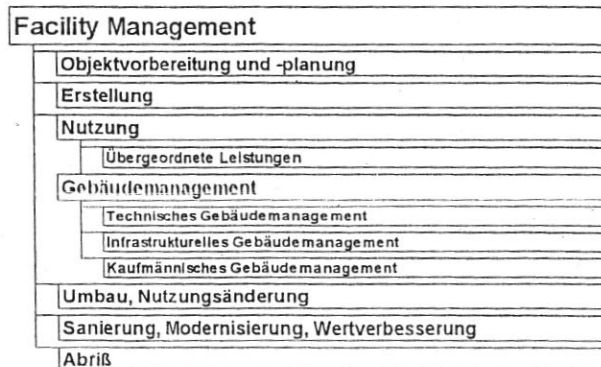 Facility Management
Objektvorbereitung und -planung
Erstellung
Nutzung
Übergeordnete Leistungen
Gebäudemanagement
Technisches Gebäudemanagement
Infrastrukturelles Gebäudemanagement
Kaufmännisches Gebäudemanagement
Umbau, Nutzungsänderung
Sanierung, Modernisierung, Wertverbesserung
Abriß